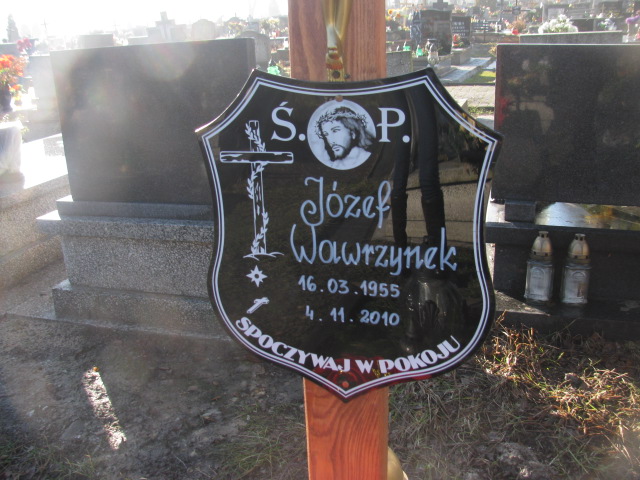 Ś. P.
Józef
Wawrzynek
16.03.1955
4.11.2010
SPOCZYWAJ W POKOJU